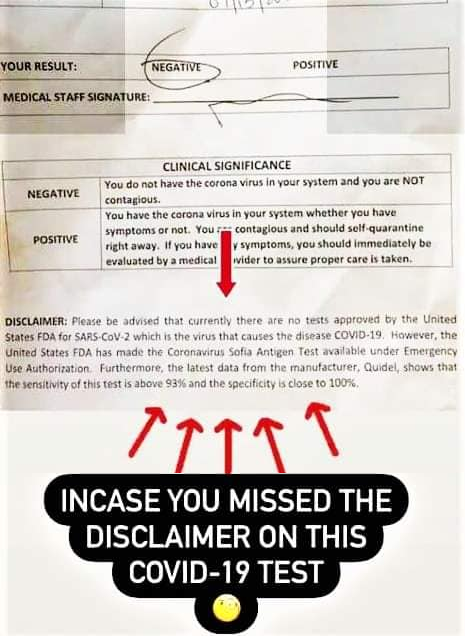 YOUR RESULT: NEGATIVE POSITIVE
MEDICAL STAFF SIGNATURE:
CLINICAL SIGNIFICANCE
NEGATIVE You do not have the corona virus in your system and you are NOT
contagious.
You have the corona virus in your system whether you have
symptoms or not. You contagious and should self-quarantine
POSITIVE right away. If you have symptoms, you should immediately be
evaluated by a medical to assure proper care is taken.
DISCLAIMER: Please be advised that currently there are no tests approved by the United
States FDA for SARS-CoV-2 which is the virus that causes the disease COVID-19. However, the
United States FDA has made the Coronavirus Sofia Antigen Test available under Emergency
Use Authorization. Furthermore, the latest data from the manufacturer, Quidel, shows that
the sensitivity of this test is above 93% and the specificity is close to 100%.
INCASE YOU MISSED THE
DISCLAIMER ON THIS
COVID-19 TEST